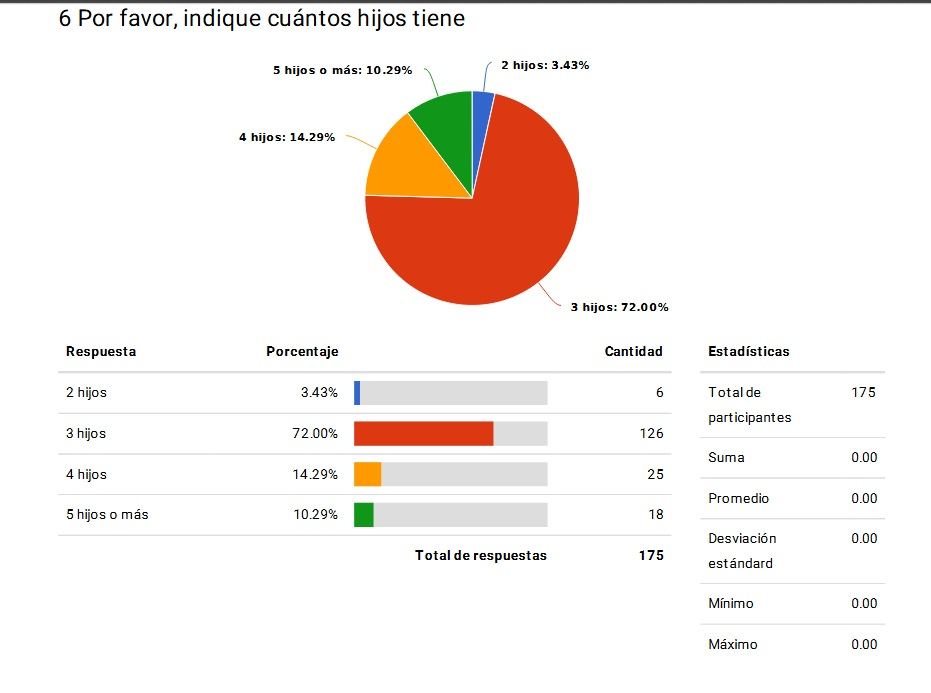 6 Por favor, indique cuántos hijos tiene
5 hijos o más: 10.29%
2 hijos: 3.43%
4 hijos: 14.29%
3 hijos: 72.00%
Respuesta Porcentaje Cantidad
2 hijos 3.43% 6
3 hijos 72.00% 126
4 hijos 14.29% 25
5 hijos o más 10.29% 18
Total de respuestas 175
Estadísticas
Total de 175
participantes
Suma 0.00
Promedio 0.00
Desviación 0.00
estándard
Mínimo 0.00
Máximo 0.00